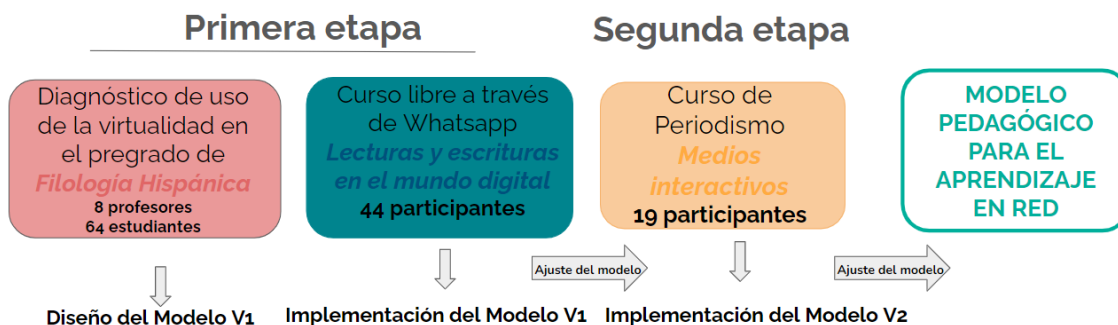 Primera etapa
Segunda etapa
Diagnóstico de uso
de la virtualidad en
el pregrado de
Filología Hispánica
8 profesores
64 estudiantes
Curso libre a través
de Whatsapp
Lecturas y escrituras
en el mundo digital
44 participantes
Curso de
Periodismo
Medios
interactivos
19 participantes
MODELO
PEDAGÓGICO
PARA EL
APRENDIZAJE
EN RED
Ajuste del modelo
Ajuste del modelo
Diseño del Modelo V1
Implementación del Modelo V1
Implementación del Modelo V2